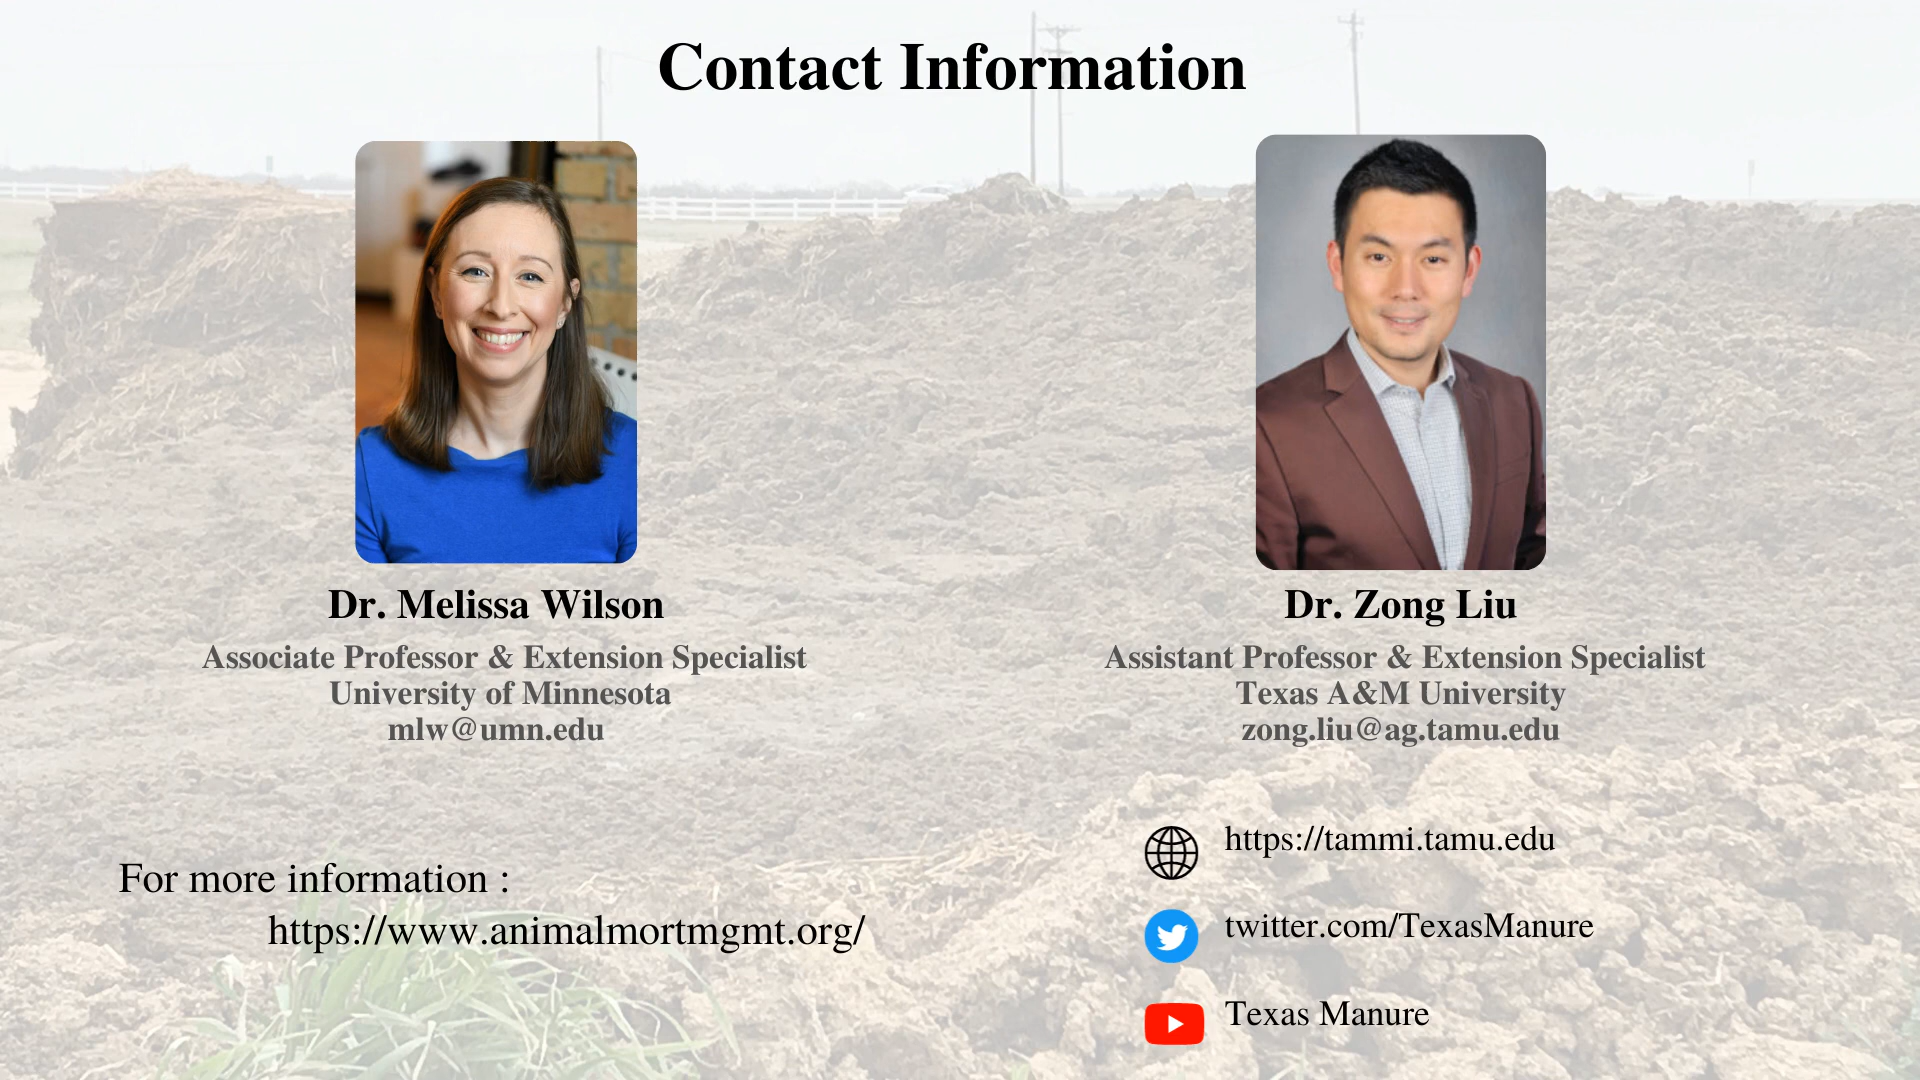 Contact Information
Dr. Melissa Wilson
Associate Professor & Extension Specialist
University of Minnesota
mlw@umn.edu
Dr. Zong Liu
Assistant Professor & Extension Specialist
Texas A&M University
zong.liu@ag.tamu.edu
For more information :
https://www.animalmortmgmt.org/
https://tammi.tamu.edu
twitter.com/TexasManure
Texas Manure